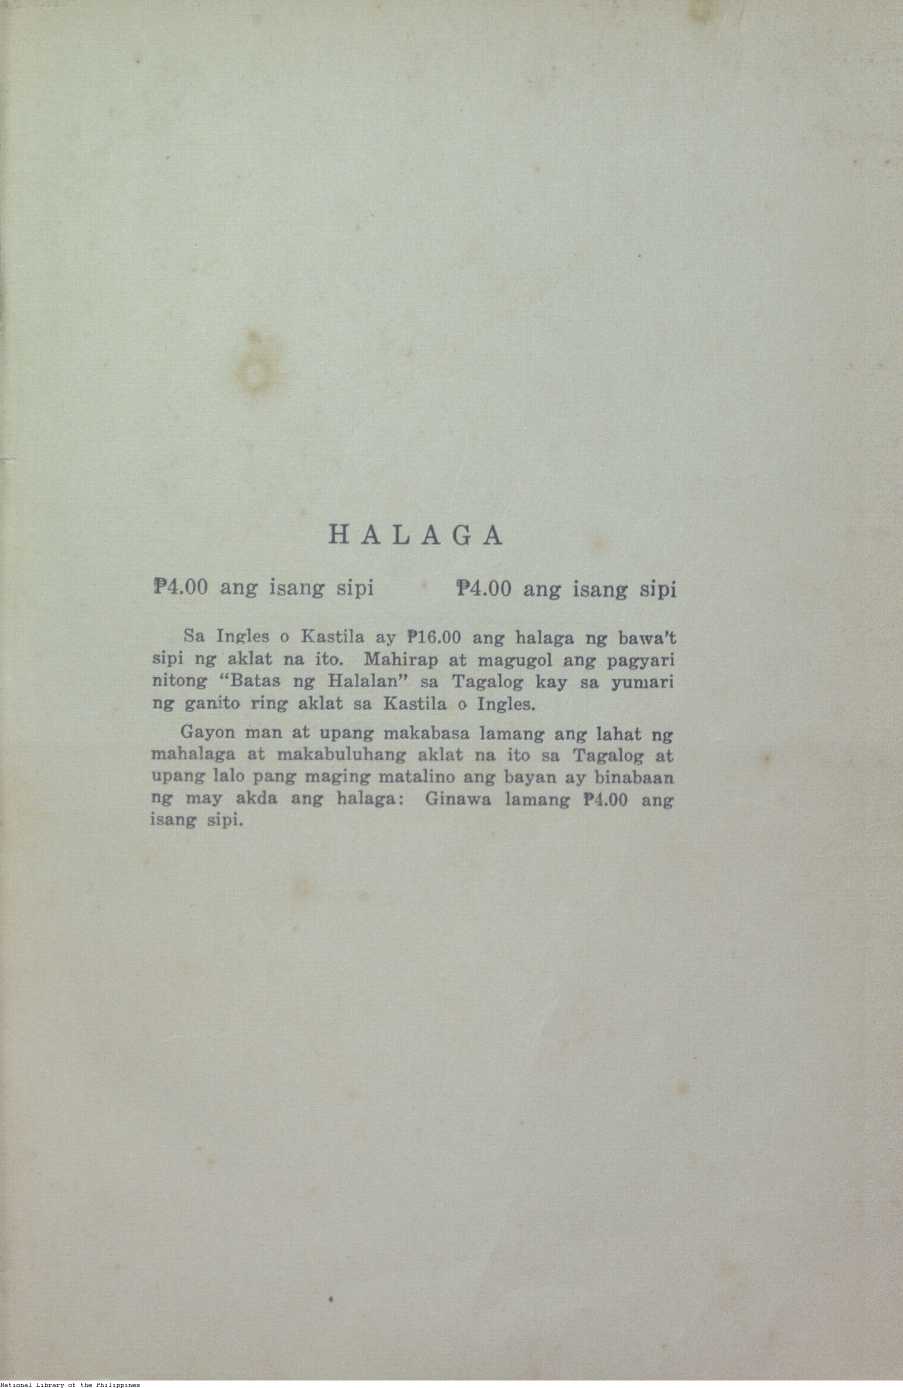 HALAGA
₱4.00 ang isang sipi ₱4.00 ang isang sipi
Sa Ingles o Kastila ay ₱16.00 ang halaga ng bawa't
sipi ng aklat na ito. Mahirap at magugol ang pagyari
nitong “Batas ng Halalan” sa Tagalog kay sa yumari
ng ganito ring aklat sa Kastila o Ingles.
Gayon man at upang makabasa lamang ang lahat ng
mahalaga at makabuluhang aklat na ito sa Tagalog at
upang lalo pang maging matalino ang bayan ay binabaan
ng may akda ang halaga: Ginawa lamang ₱4.00 ang
isang sipi.
National Library of the Philippines